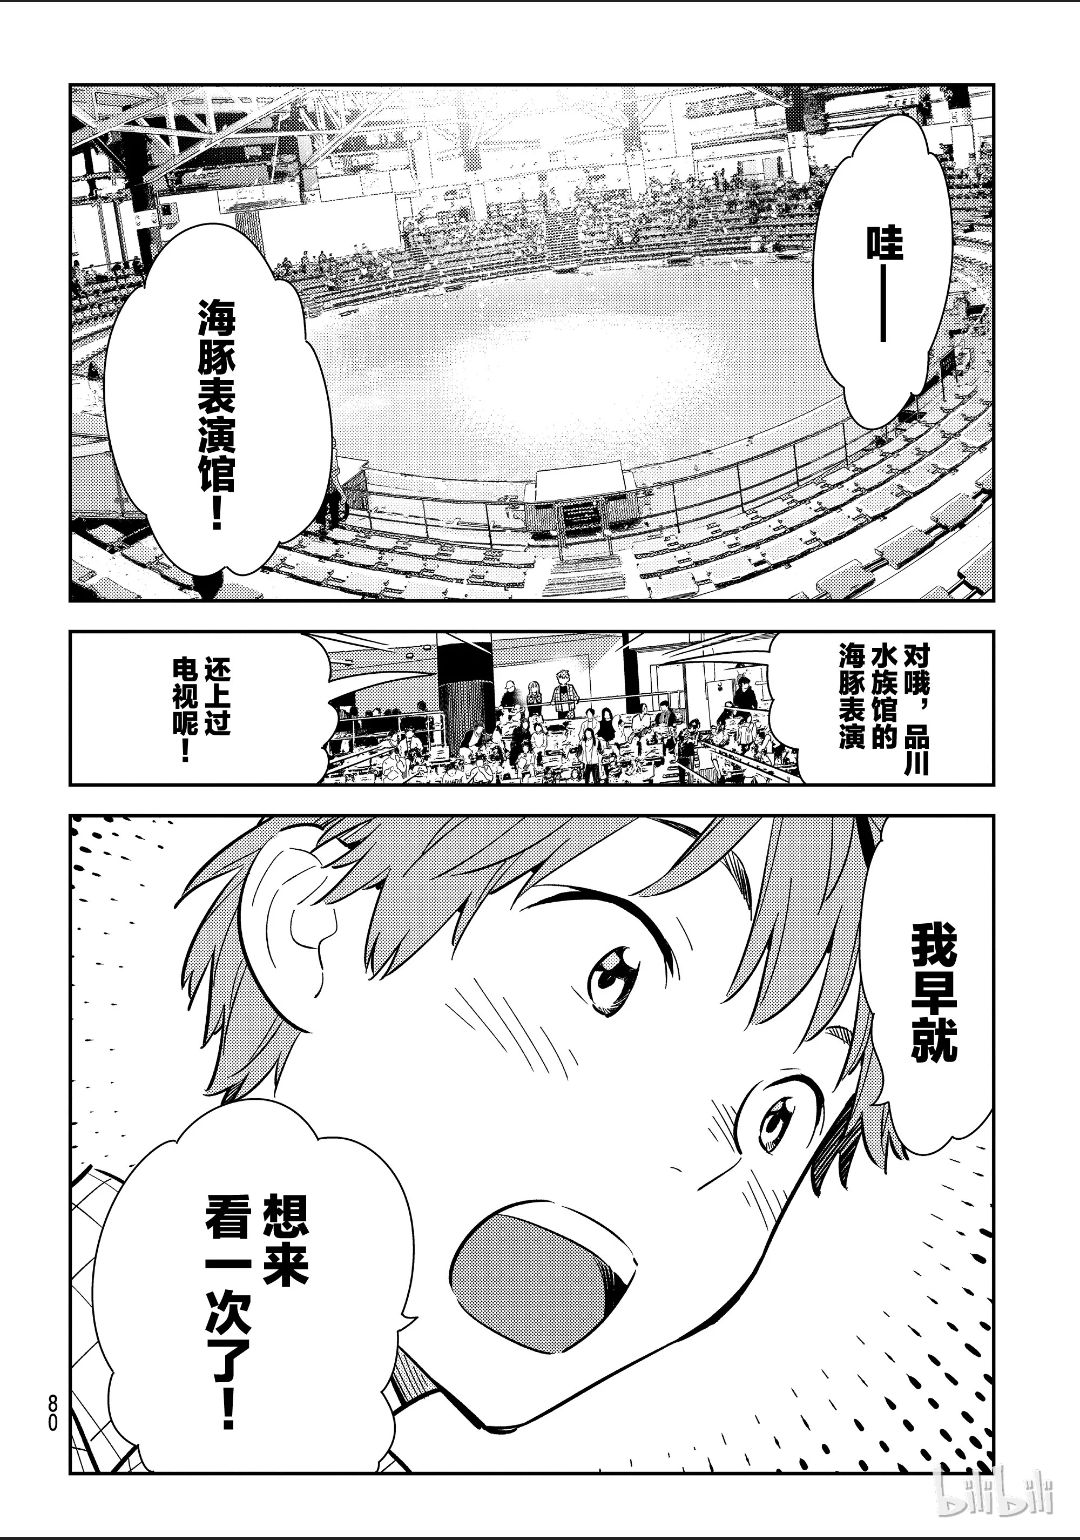 哇——
海豚表演馆！
对哦，品川
水族馆的
海豚表演
还上过
电视呢！
我早就
想来
看一次了！
80
bilibili